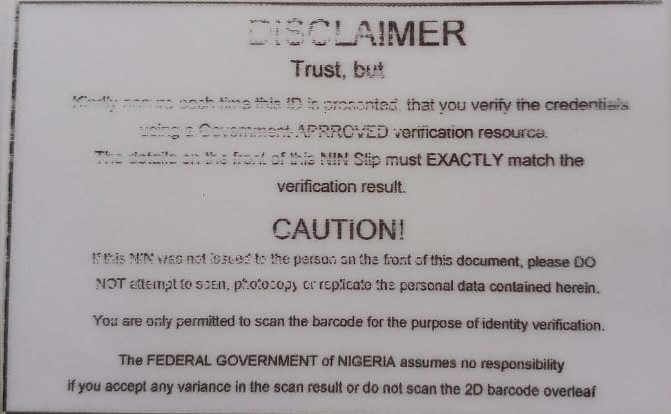 DISCLAIMER
Trust, but
Kindly ensure each time this ID is presented, that you verify the credentials
using a Government APRROVED verification resource.
The details on the front of this NIN Slip must EXACTLY match the
verification result.
CAUTION!
If this NIN was not issued to the person on the front of this document, please DO
NOT attempt to scan, photocopy or replicate the personal data contained herein.
You are only permitted to scan the barcode for the purpose of identity verification.
The FEDERAL GOVERNMENT of NIGERIA assumes no responsibility
if you accept any variance in the scan result or do not scan the 2D barcode overleaf